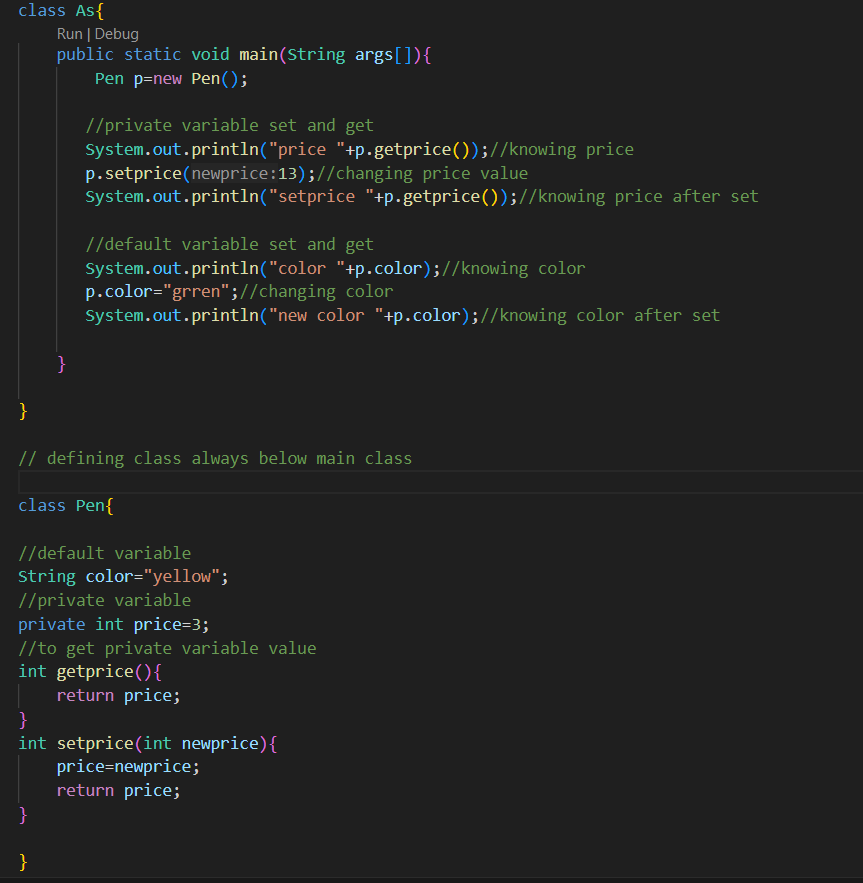 class As{
Run | Debug
public static void main(String args[]){
Pen p=new Pen();
//private variable set and get
System.out.println("price "+p.getprice());//knowing price
p.setprice(newprice:13);//changing price value
System.out.println("setprice "+p.getprice());//knowing price after set
//default variable set and get
System.out.println("color "+p.color);//knowing color
p.color="grren";//changing color
System.out.println("new color "+p.color);//knowing color after set
}
}
// defining class always below main class
class Pen{
//default variable
String color="yellow";
//private variable
private int price=3;
//to get private variable value
int getprice(){
return price;
}
int setprice(int newprice){
price=newprice;
return price;
}
}